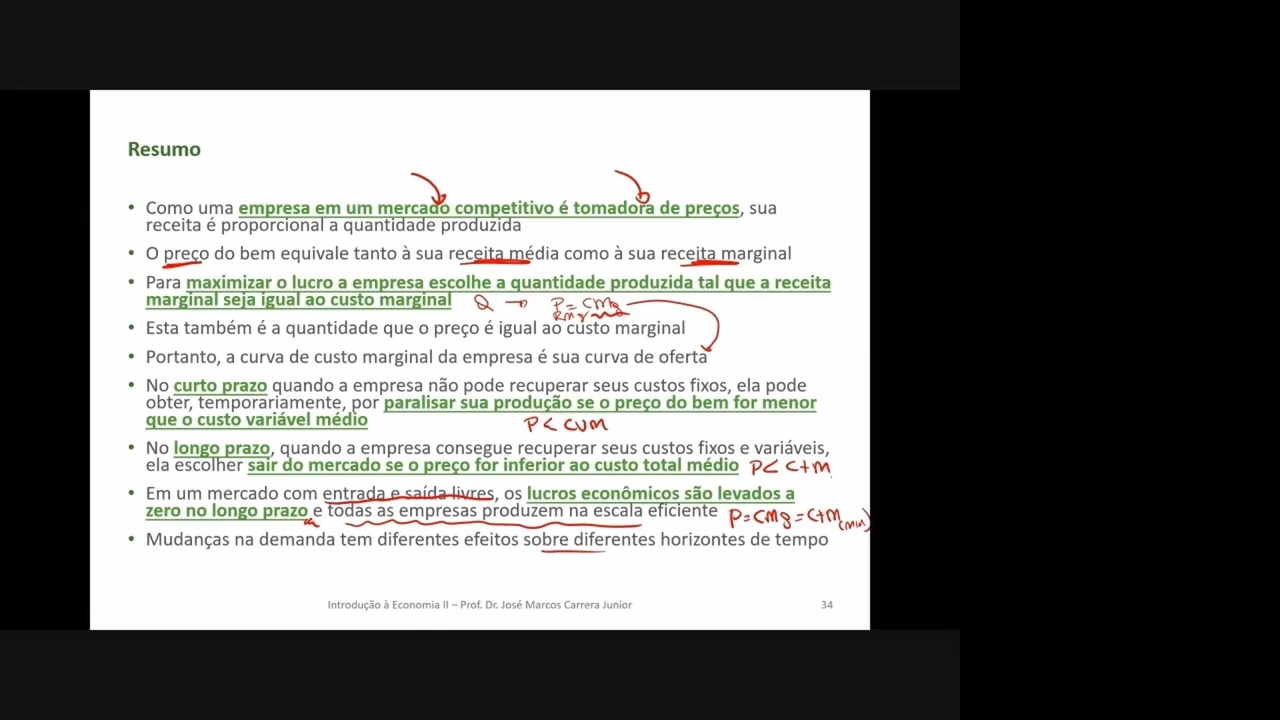 Resumo
• Como uma empresa em um mercado competitivo é tomadora de preços, sua
receita é proporcional a quantidade produzida
• O preço do bem equivale tanto à sua receita média como à sua receita marginal
• Para maximizar o lucro a empresa escolhe a quantidade produzida tal que a receita
marginal seja igual ao custo marginal Q → P = CMg
RMg
• Esta também é a quantidade que o preço é igual ao custo marginal
• Portanto, a curva de custo marginal da empresa é sua curva de oferta
• No curto prazo quando a empresa não pode recuperar seus custos fixos, ela pode
obter, temporariamente, por paralisar sua produção se o preço do bem for menor
que o custo variável médio
P < CVM
• No longo prazo, quando a empresa consegue recuperar seus custos fixos e variáveis,
ela escolher sair do mercado se o preço for inferior ao custo total médio P < CTM
• Em um mercado com entrada e saída livres, os lucros econômicos são levados a
zero no longo prazo e todas as empresas produzem na escala eficiente P=CMg=CTM(min)
• Mudanças na demanda tem diferentes efeitos sobre diferentes horizontes de tempo
Introdução à Economia II – Prof. Dr. José Marcos Carrera Junior 34